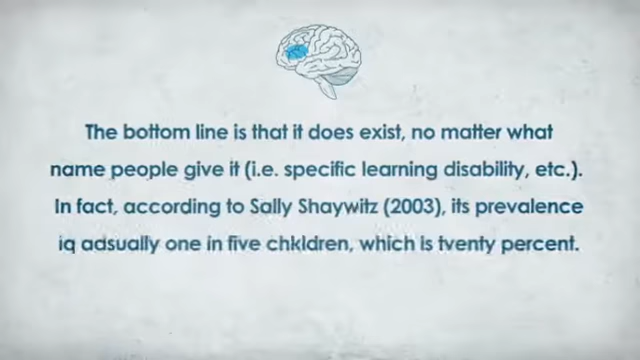 The bottom line is that it does exist, no matter what
name people give it (i.e. specific learning disability, etc.).
In fact, according to Sally Shaywitz (2003), its prevalence
iq adsually one in five chkldren, which is tventy percent.